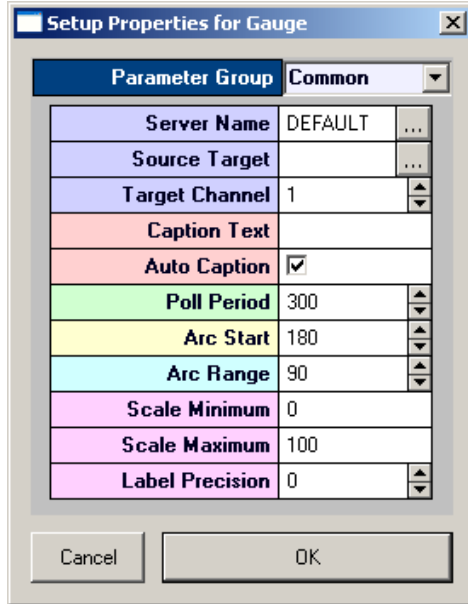 Setup Properties for Gauge
Parameter Group Common
Server Name DEFAULT ...
Source Target ...
Target Channel 1
Caption Text
Auto Caption
Poll Period 300
Arc Start 180
Arc Range 90
Scale Minimum 0
Scale Maximum 100
Label Precision 0
Cancel OK